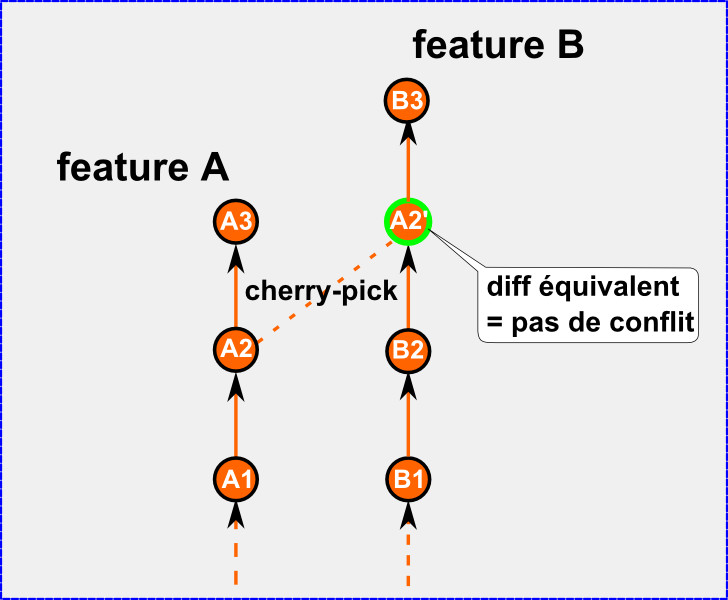 feature B
B3
feature A
A3
A2'
cherry-pick
diff équivalent
= pas de conflit
A2
B2
A1
B1